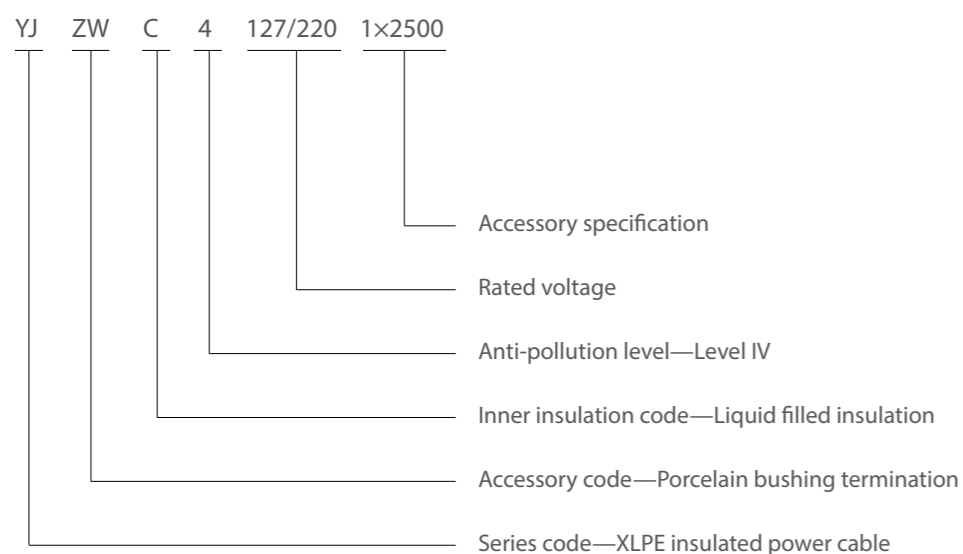 YJ ZW C 4 127/220 1×2500
Accessory specification
Rated voltage
Anti-pollution level—Level IV
Inner insulation code—Liquid filled insulation
Accessory code—Porcelain bushing termination
Series code—XLPE insulated power cable